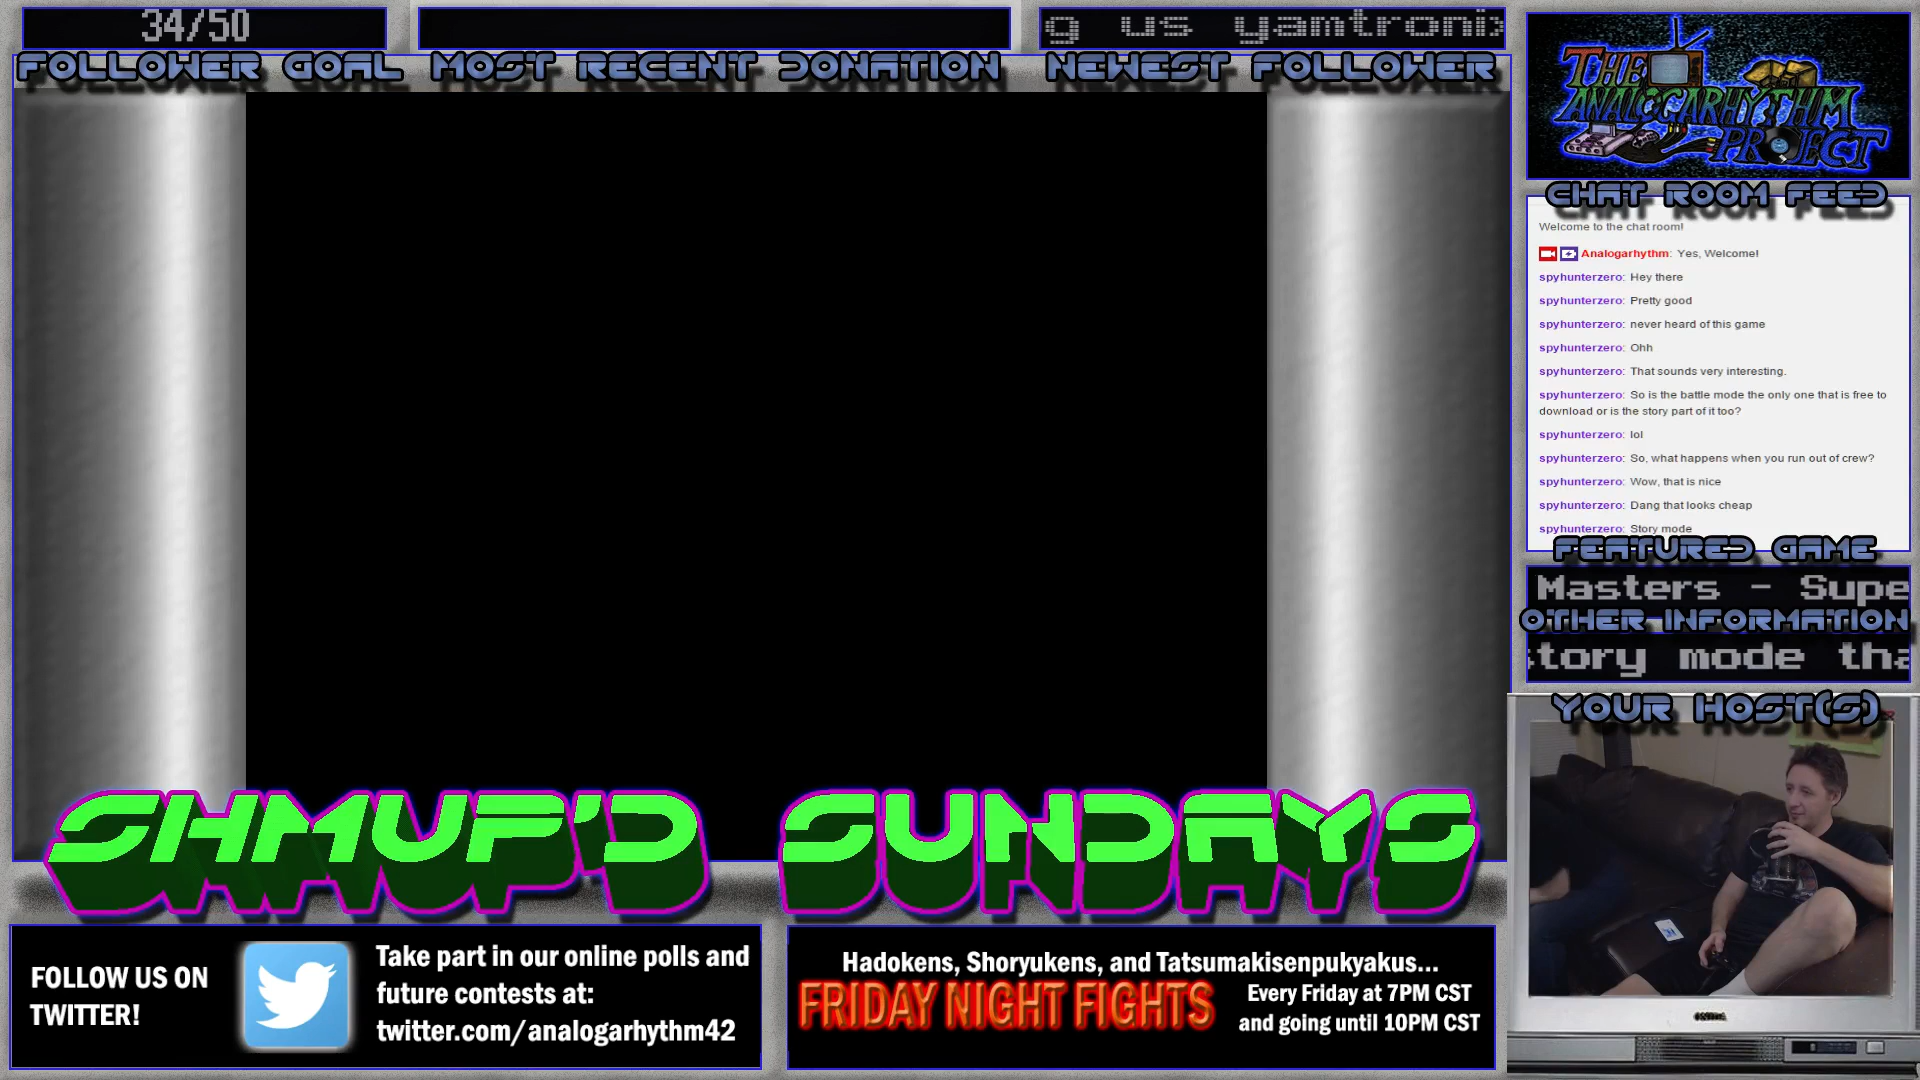 34/50
g us yamtronix
FOLLOWER GOAL
MOST RECENT DONATION
NEWEST FOLLOWER
THE
ANALOGARHYTHM
PROJECT
CHAT ROOM FEED
Welcome to the chat room!
Analogarhythm: Yes, Welcome!
spyhunterzero: Hey there
spyhunterzero: Pretty good
spyhunterzero: never heard of this game
spyhunterzero: Ohh
spyhunterzero: That sounds very interesting.
spyhunterzero: So is the battle mode the only one that is free to
download or is the story part of it too?
spyhunterzero: lol
spyhunterzero: So, what happens when you run out of crew?
spyhunterzero: Wow, that is nice
spyhunterzero: Dang that looks cheap
spyhunterzero: Story mode
FEATURED GAME
Masters - Supe
OTHER INFORMATION
tory mode tha
YOUR HOST(S)
SHMUP'D SUNDAYS
FOLLOW US ON
TWITTER!
Take part in our online polls and
future contests at:
twitter.com/analogarhythm42
Hadokens, Shoryukens, and Tatsumakisenpukyakus...
FRIDAY NIGHT FIGHTS
Every Friday at 7PM CST
and going until 10PM CST